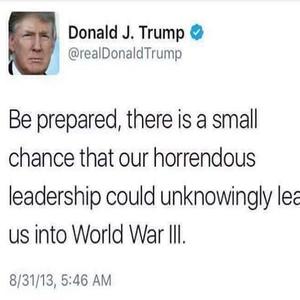 Donald J. Trump
@realDonaldTrump
Be prepared, there is a small
chance that our horrendous
leadership could unknowingly
us into World War III.
8/31/13, 5:46 AM